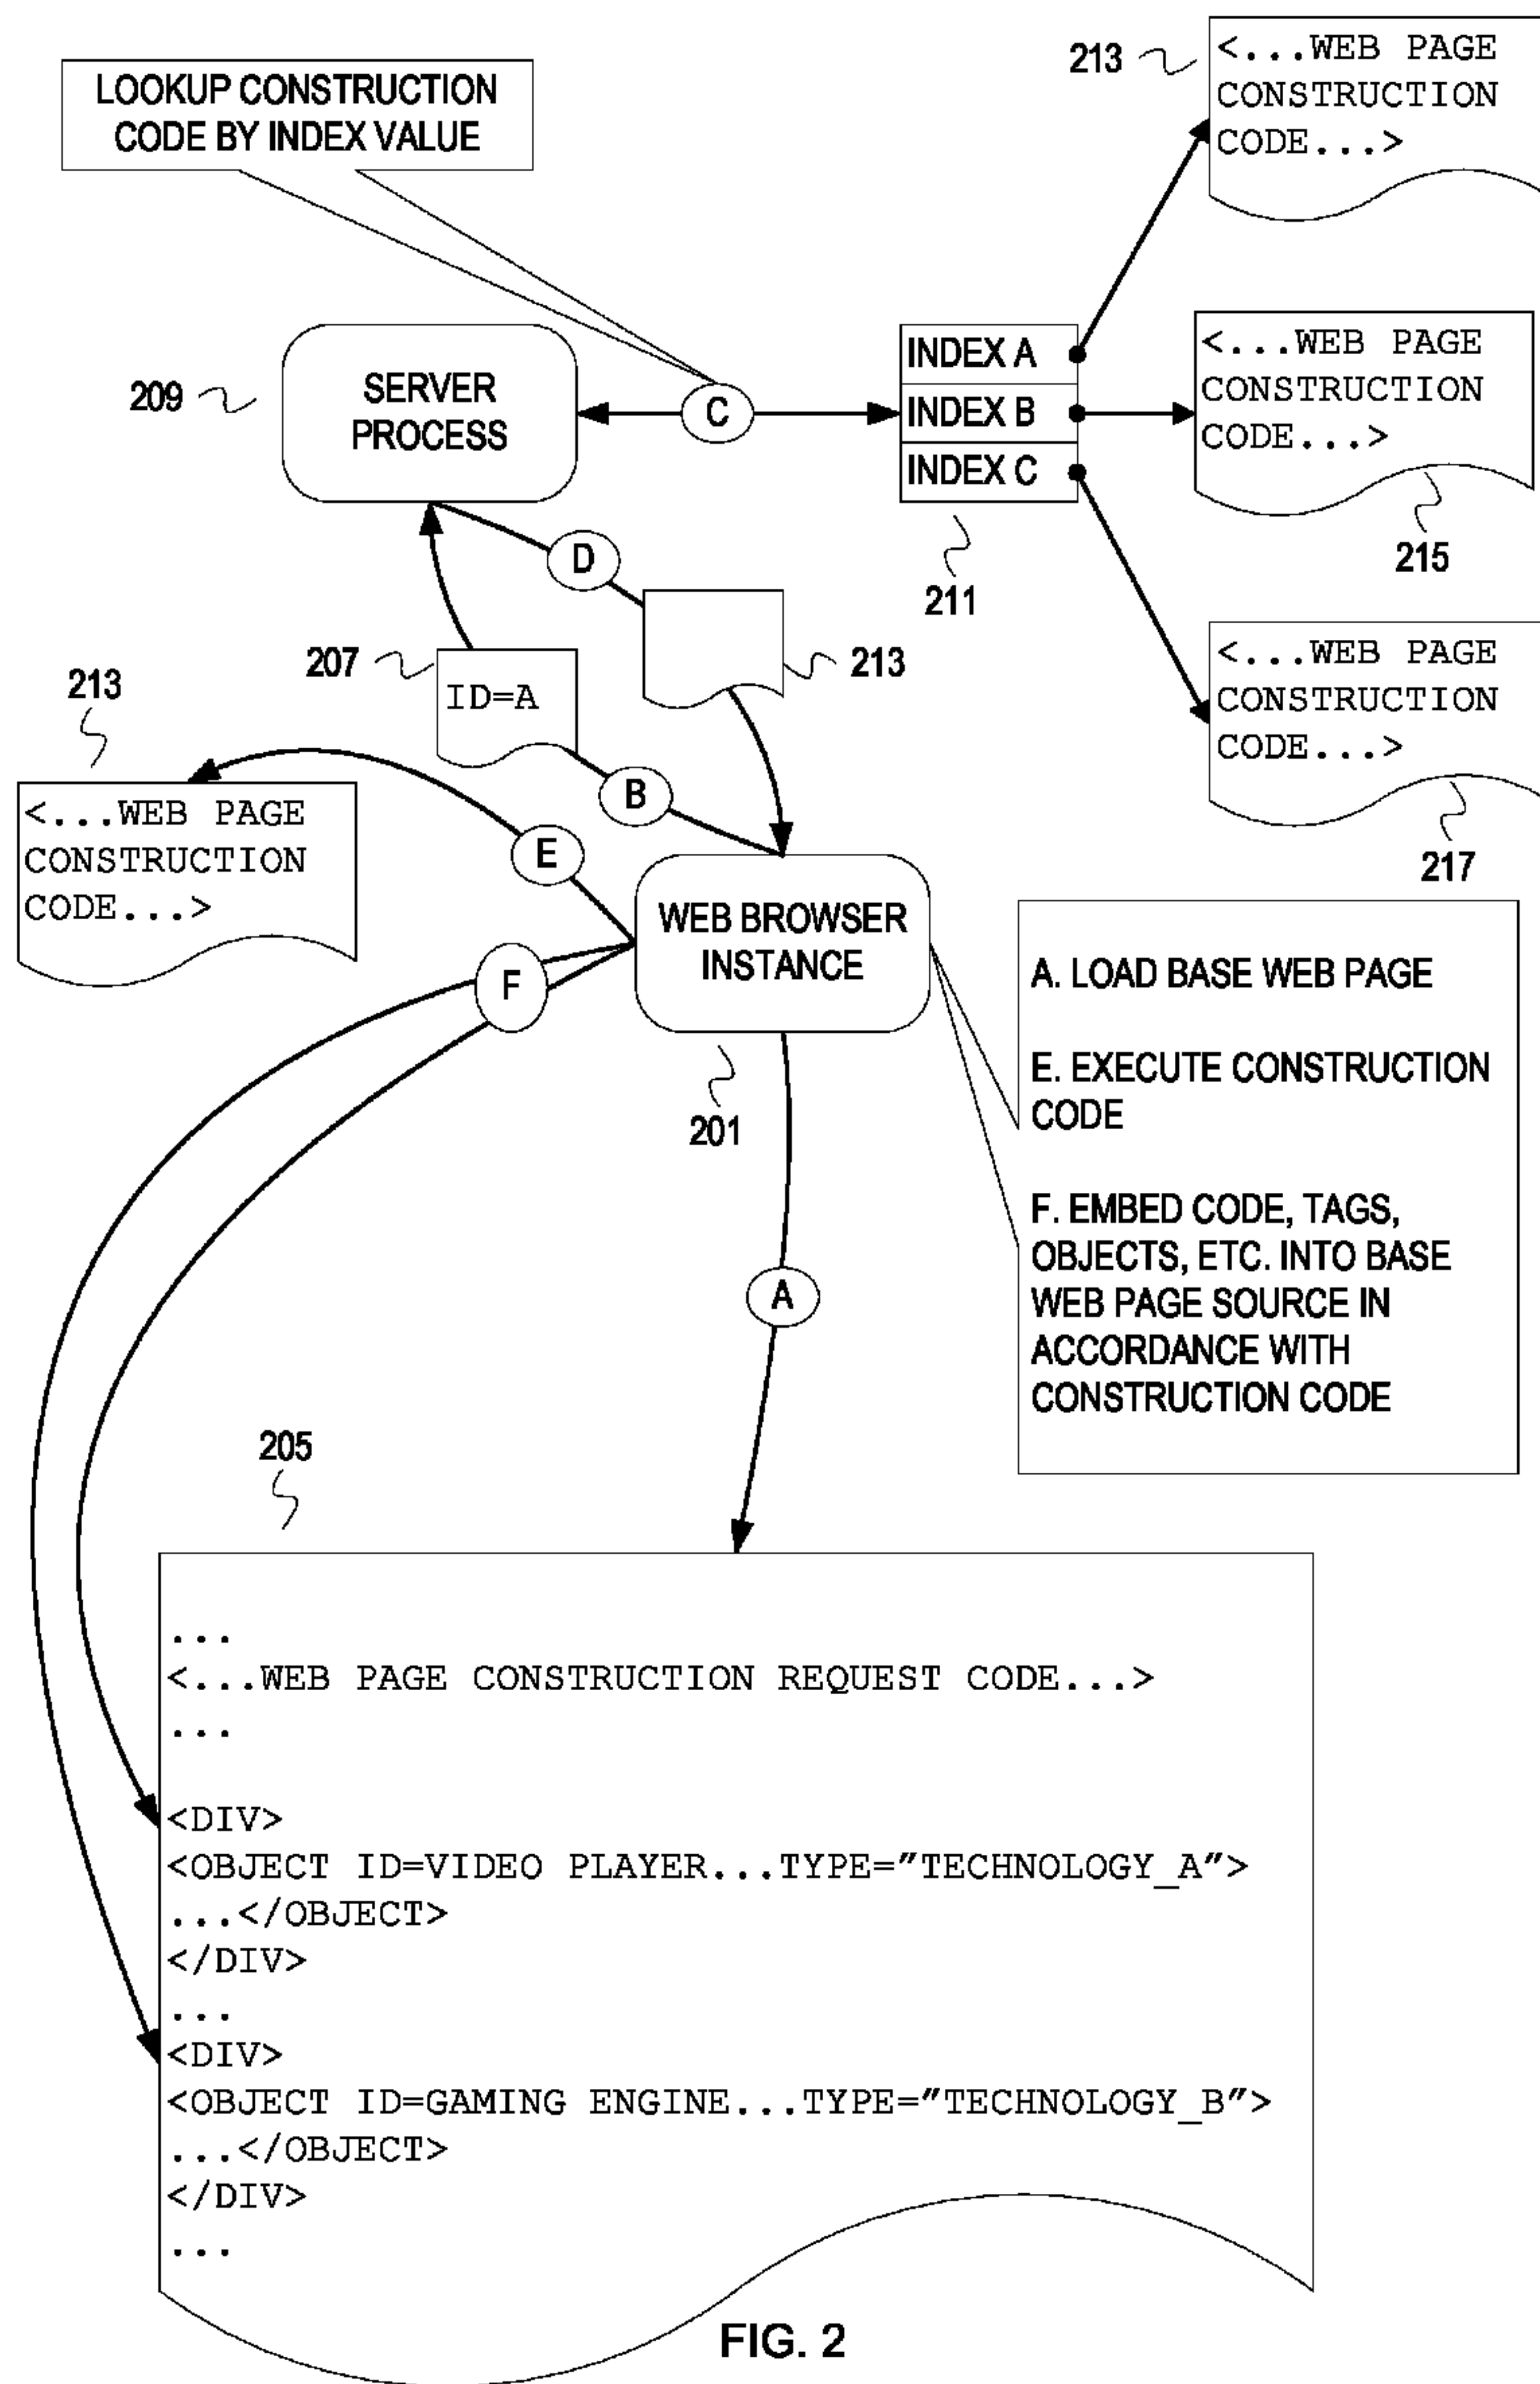 213
<...WEB PAGE
CONSTRUCTION
CODE...>
LOOKUP CONSTRUCTION
CODE BY INDEX VALUE
209
SERVER
PROCESS
C
INDEX A
INDEX B
INDEX C
211
<...WEB PAGE
CONSTRUCTION
CODE...>
215
<...WEB PAGE
CONSTRUCTION
CODE...>
217
D
213
207
ID=A
B
213
<...WEB PAGE
CONSTRUCTION
CODE...>
E
F
WEB BROWSER
INSTANCE
201
A. LOAD BASE WEB PAGE
E. EXECUTE CONSTRUCTION
CODE
F. EMBED CODE, TAGS,
OBJECTS, ETC. INTO BASE
WEB PAGE SOURCE IN
ACCORDANCE WITH
CONSTRUCTION CODE
A
205
...
<...WEB PAGE CONSTRUCTION REQUEST CODE...>
...
<DIV>
<OBJECT ID=VIDEO PLAYER...TYPE="TECHNOLOGY_A">
...</OBJECT>
</DIV>
...
<DIV>
<OBJECT ID=GAMING ENGINE...TYPE="TECHNOLOGY_B">
...</OBJECT>
</DIV>
...
FIG. 2